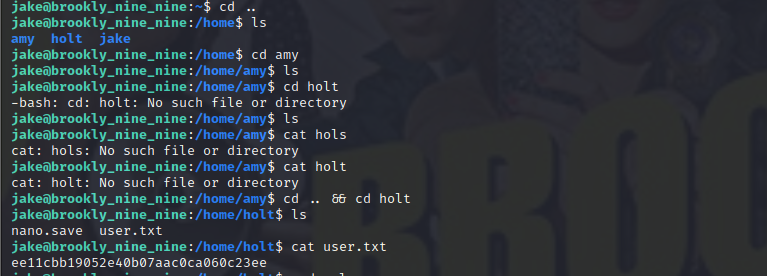 jake@brookly_nine_nine:~$ cd ..
jake@brookly_nine_nine:/home$ ls
amy  holt  jake
jake@brookly_nine_nine:/home$ cd amy
jake@brookly_nine_nine:/home/amy$ ls
jake@brookly_nine_nine:/home/amy$ cd holt
-bash: cd: holt: No such file or directory
jake@brookly_nine_nine:/home/amy$ ls
jake@brookly_nine_nine:/home/amy$ cat hols
cat: hols: No such file or directory
jake@brookly_nine_nine:/home/amy$ cat holt
cat: holt: No such file or directory
jake@brookly_nine_nine:/home/amy$ cd .. && cd holt
jake@brookly_nine_nine:/home/holt$ ls
nano.save  user.txt
jake@brookly_nine_nine:/home/holt$ cat user.txt
ee11cbb19052e40b07aac0ca060c23ee